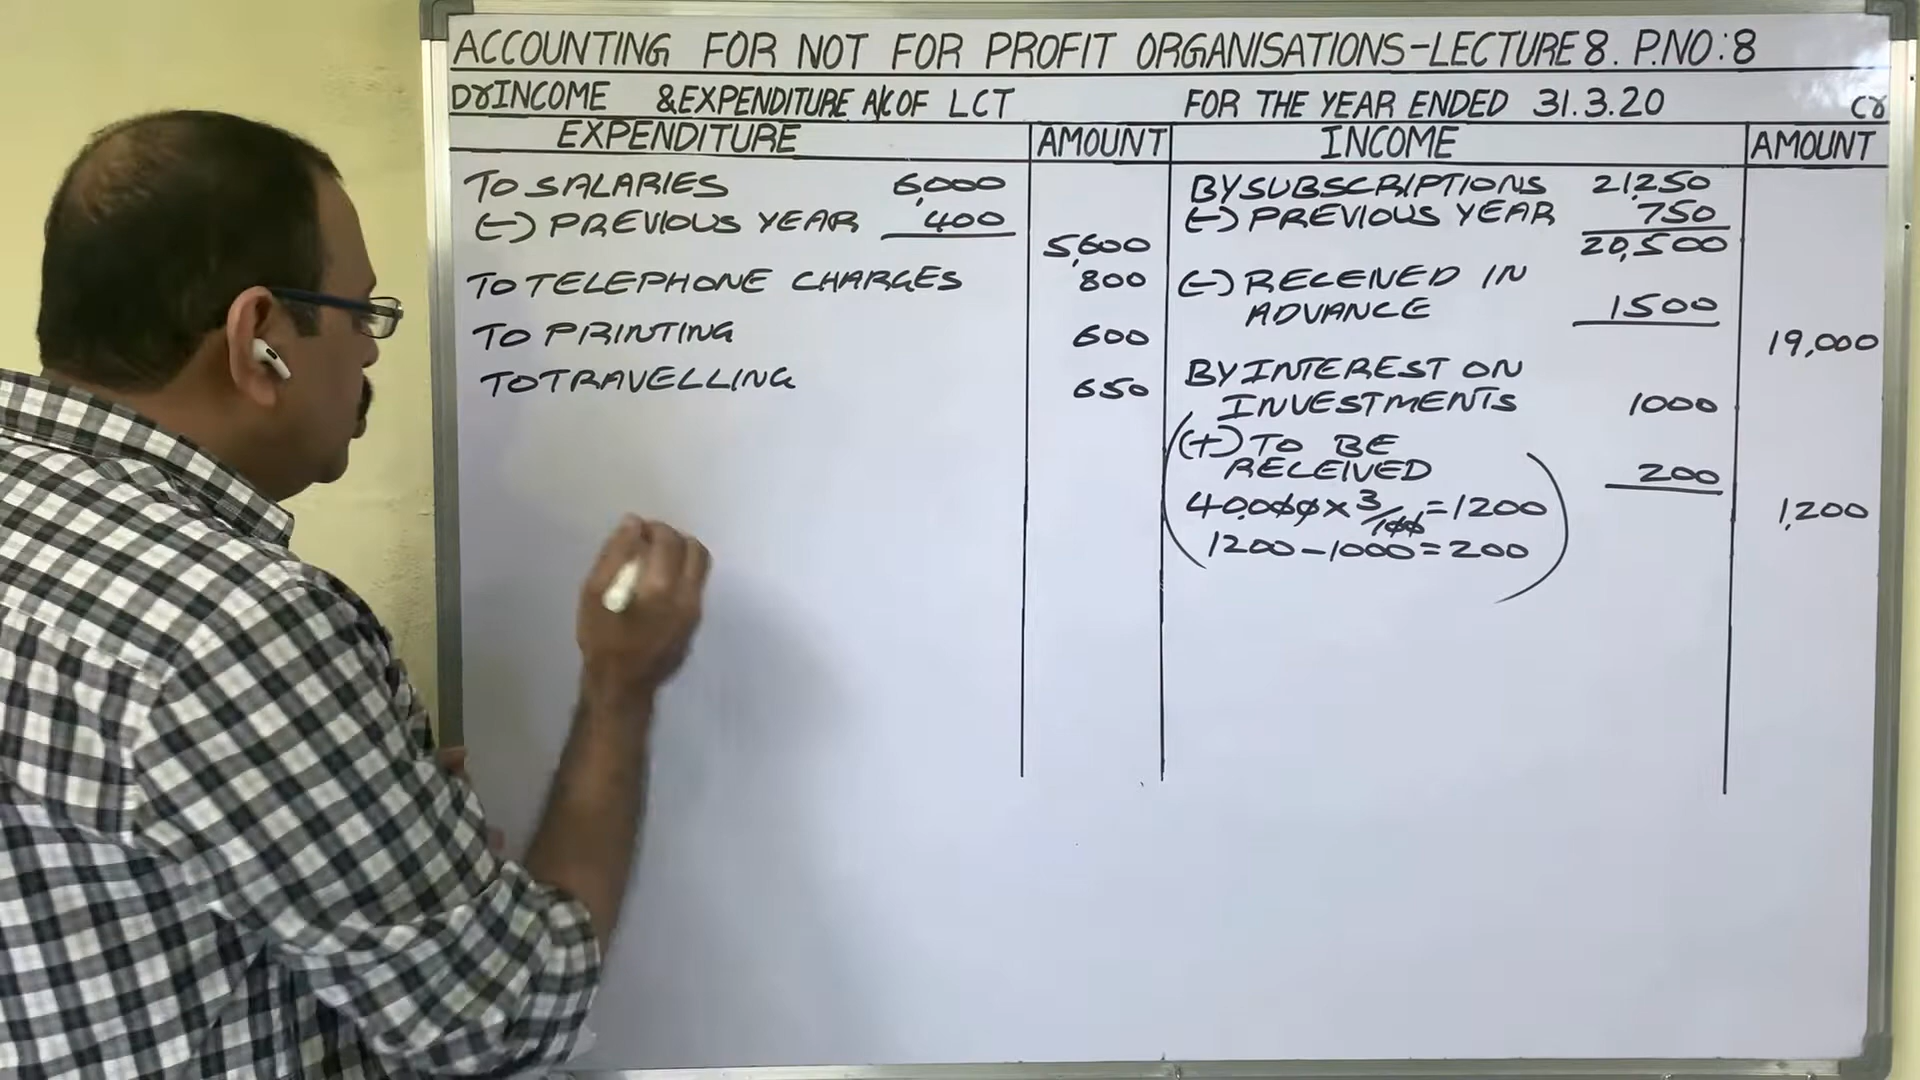 ACCOUNTING FOR NOT FOR PROFIT ORGANISATIONS-LECTURE 8. P.NO:8
Dr INCOME & EXPENDITURE A/C OF LCT FOR THE YEAR ENDED 31.3.20 Cr
EXPENDITURE AMOUNT INCOME AMOUNT
TO SALARIES 6,000
(-) PREVIOUS YEAR 400
5,600
TO TELEPHONE CHARGES 800
TO PRINTING 600
TO TRAVELLING 650
BY SUBSCRIPTIONS 21,250
(-) PREVIOUS YEAR 750
20,500
(-) RECEIVED IN
ADVANCE 1500
19,000
BY INTEREST ON
INVESTMENTS 1000
(+) TO BE
RECEIVED 200
40,000 x 3/100 = 1200
1,200
1200-1000=200